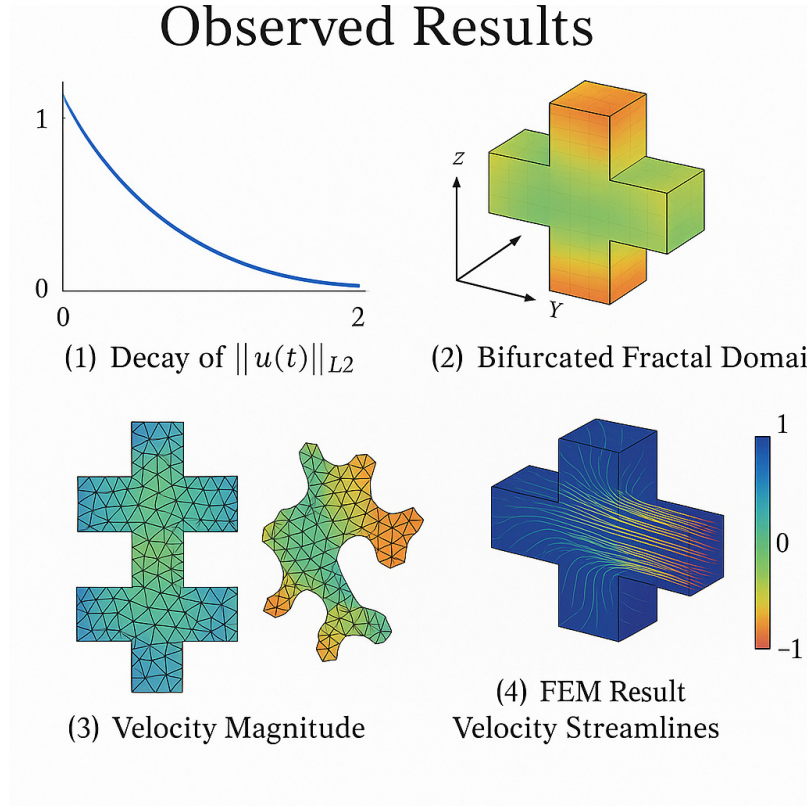 Observed Results
1
0
0
2
(1) Decay of ||u(t)||L2
Z
Y
(2) Bifurcated Fractal Domai
(3) Velocity Magnitude
1
0
−1
(4) FEM Result
Velocity Streamlines